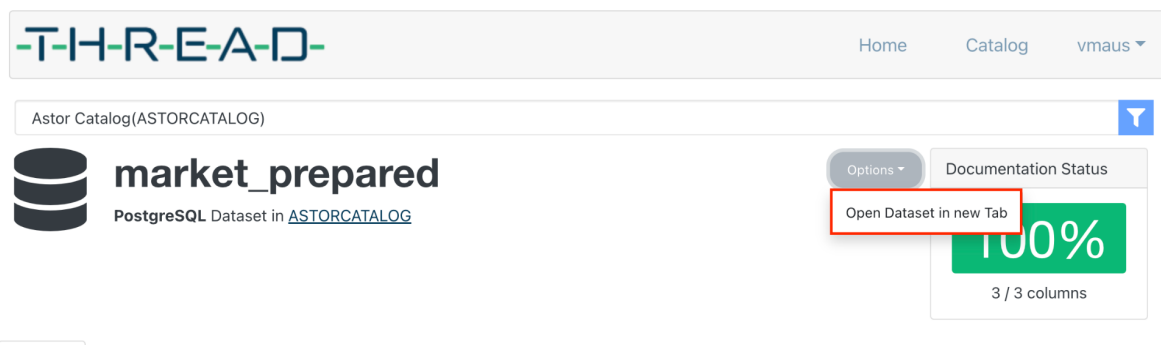 -T-H-R-E-A-D-
Home Catalog vmaus
Astor Catalog(ASTORCATALOG)
market_prepared
PostgreSQL Dataset in ASTORCATALOG
Options
Open Dataset in new Tab
Documentation Status
100%
3 / 3 columns